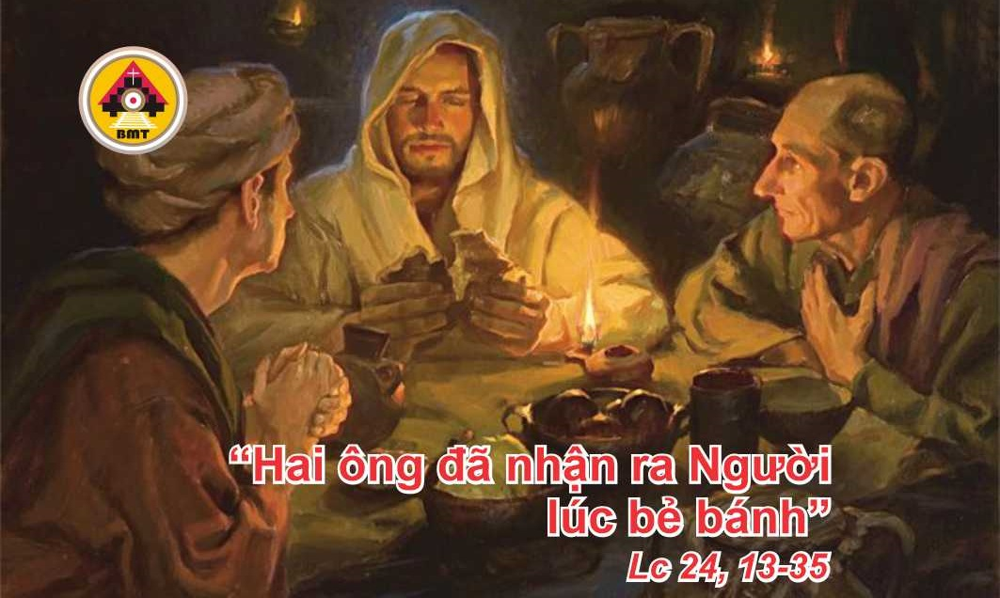 BMT
“Hai ông đã nhận ra Người
lúc bẻ bánh”
Lc 24, 13-35